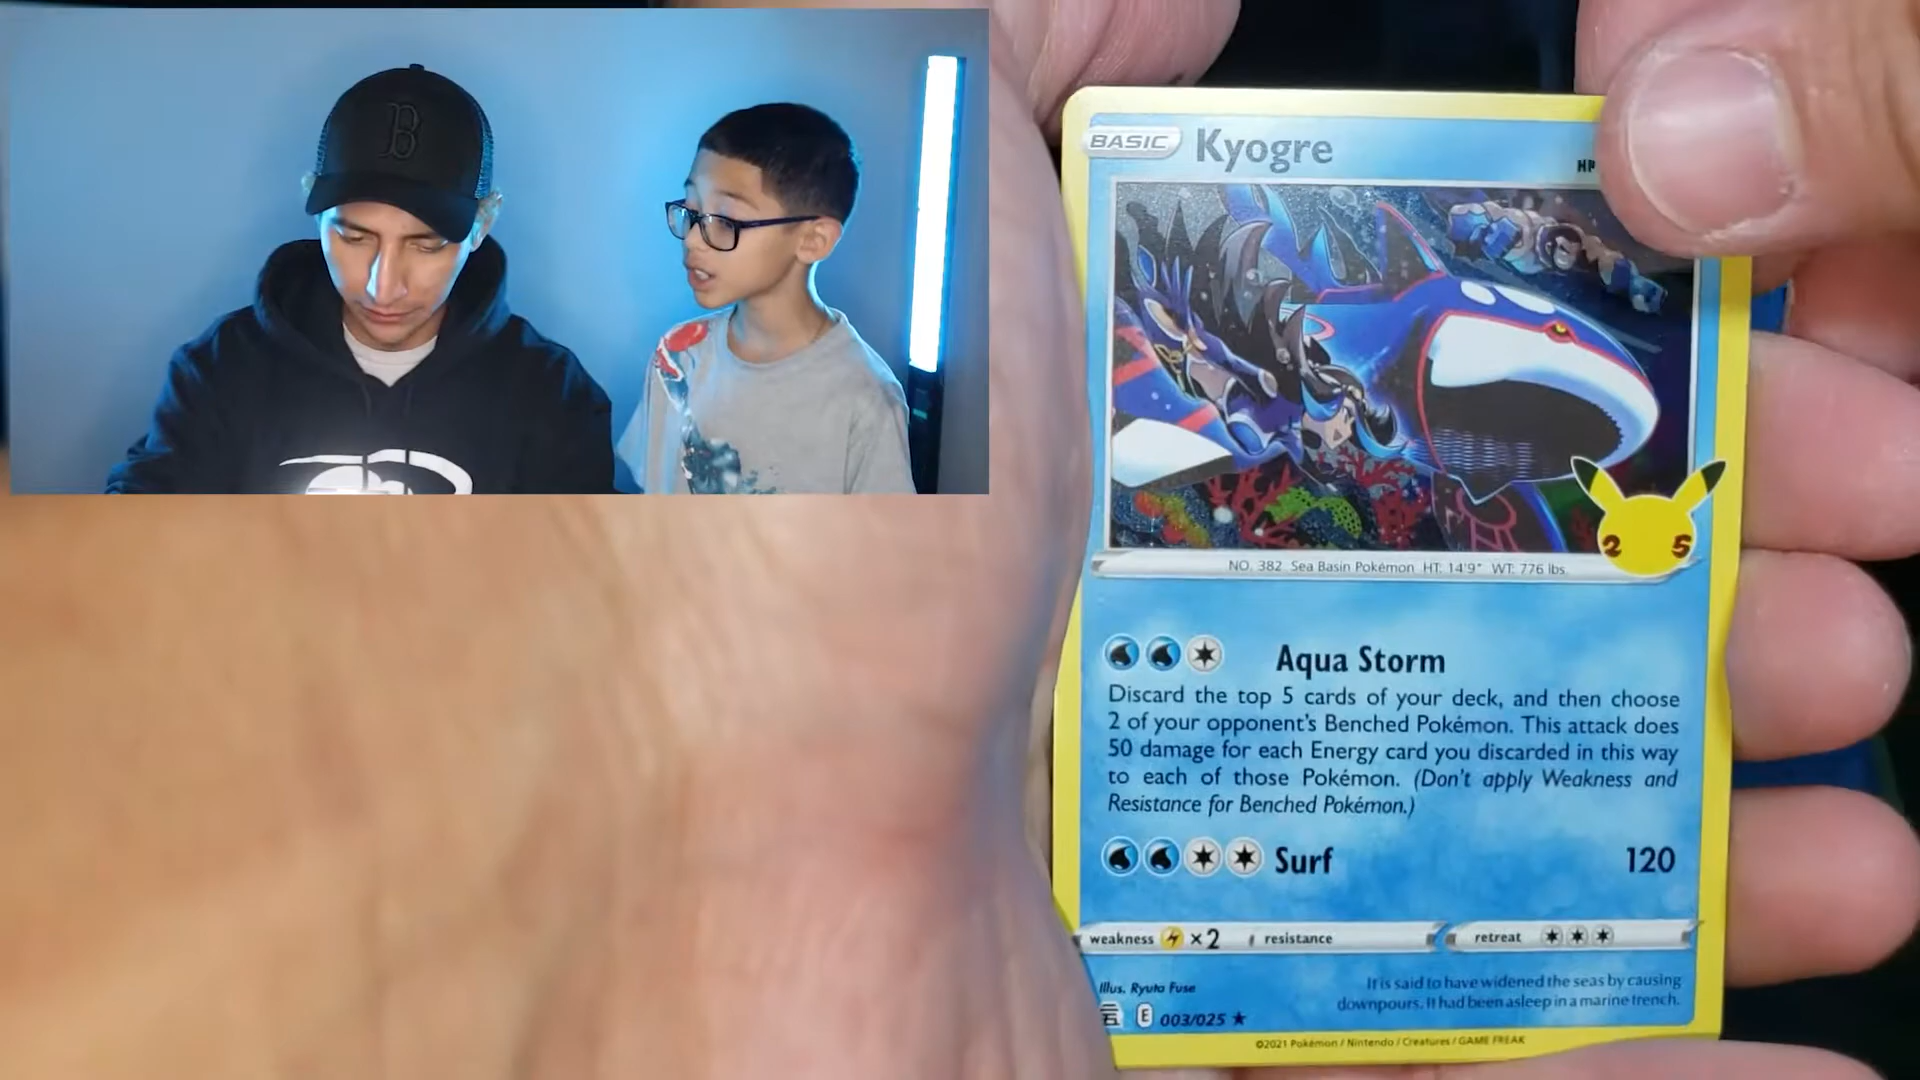 B
BASIC Kyogre HP
2 5
NO. 382 Sea Basin Pokémon HT: 14'9" WT: 776 lbs.
Aqua Storm
Discard the top 5 cards of your deck, and then choose
2 of your opponent's Benched Pokémon. This attack does
50 damage for each Energy card you discarded in this way
to each of those Pokémon. (Don't apply Weakness and
Resistance for Benched Pokémon.)
Surf 120
weakness ×2 resistance retreat
Illus. Ryuta Fuse
It is said to have widened the seas by causing
downpours. It had been asleep in a marine trench.
E 003/025 ★
©2021 Pokémon / Nintendo / Creatures / GAME FREAK